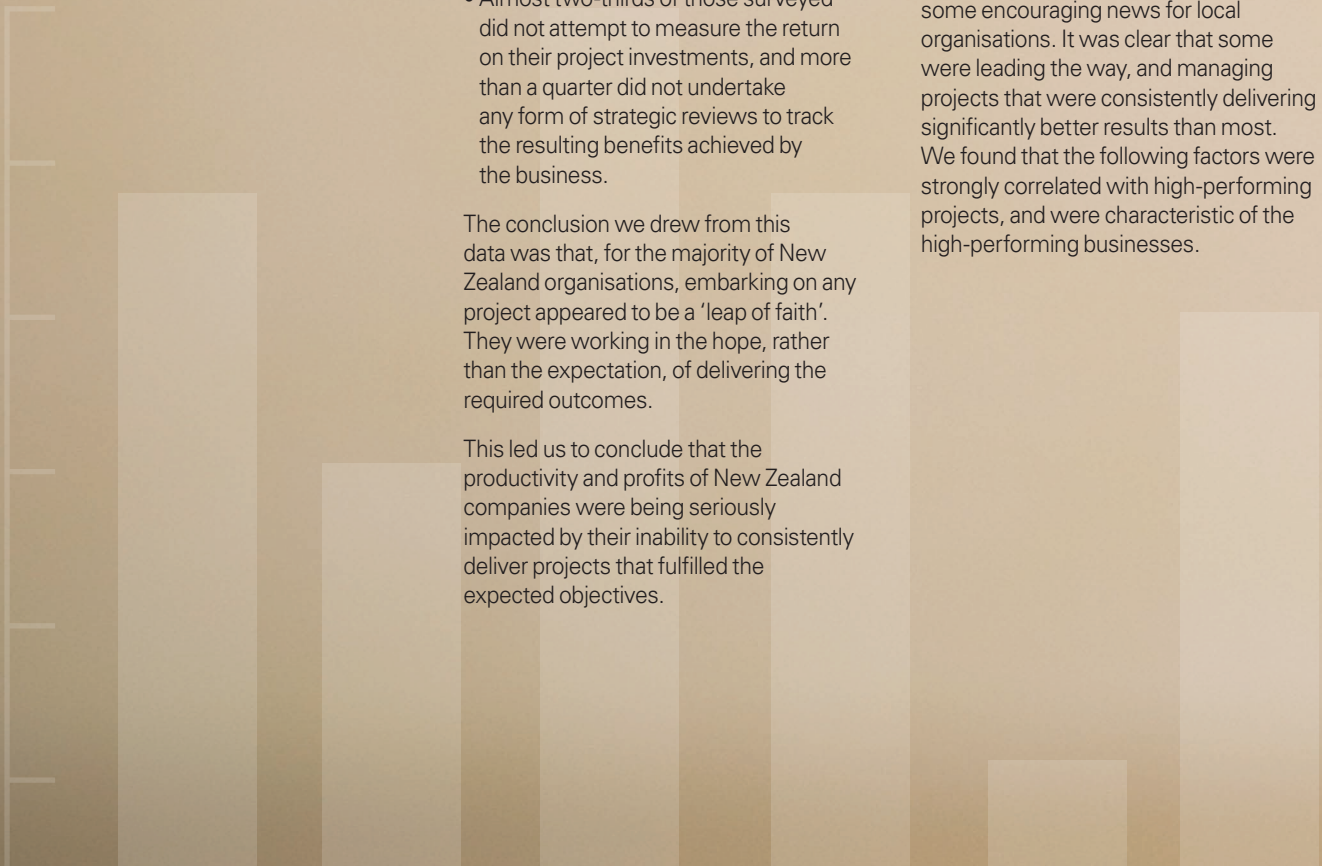 • Almost two-thirds of those surveyed
did not attempt to measure the return
on their project investments, and more
than a quarter did not undertake
any form of strategic reviews to track
the resulting benefits achieved by
the business.
The conclusion we drew from this
data was that, for the majority of New
Zealand organisations, embarking on any
project appeared to be a ‘leap of faith’.
They were working in the hope, rather
than the expectation, of delivering the
required outcomes.
This led us to conclude that the
productivity and profits of New Zealand
companies were being seriously
impacted by their inability to consistently
deliver projects that fulfilled the
expected objectives.
some encouraging news for local
organisations. It was clear that some
were leading the way, and managing
projects that were consistently delivering
significantly better results than most.
We found that the following factors were
strongly correlated with high-performing
projects, and were characteristic of the
high-performing businesses.